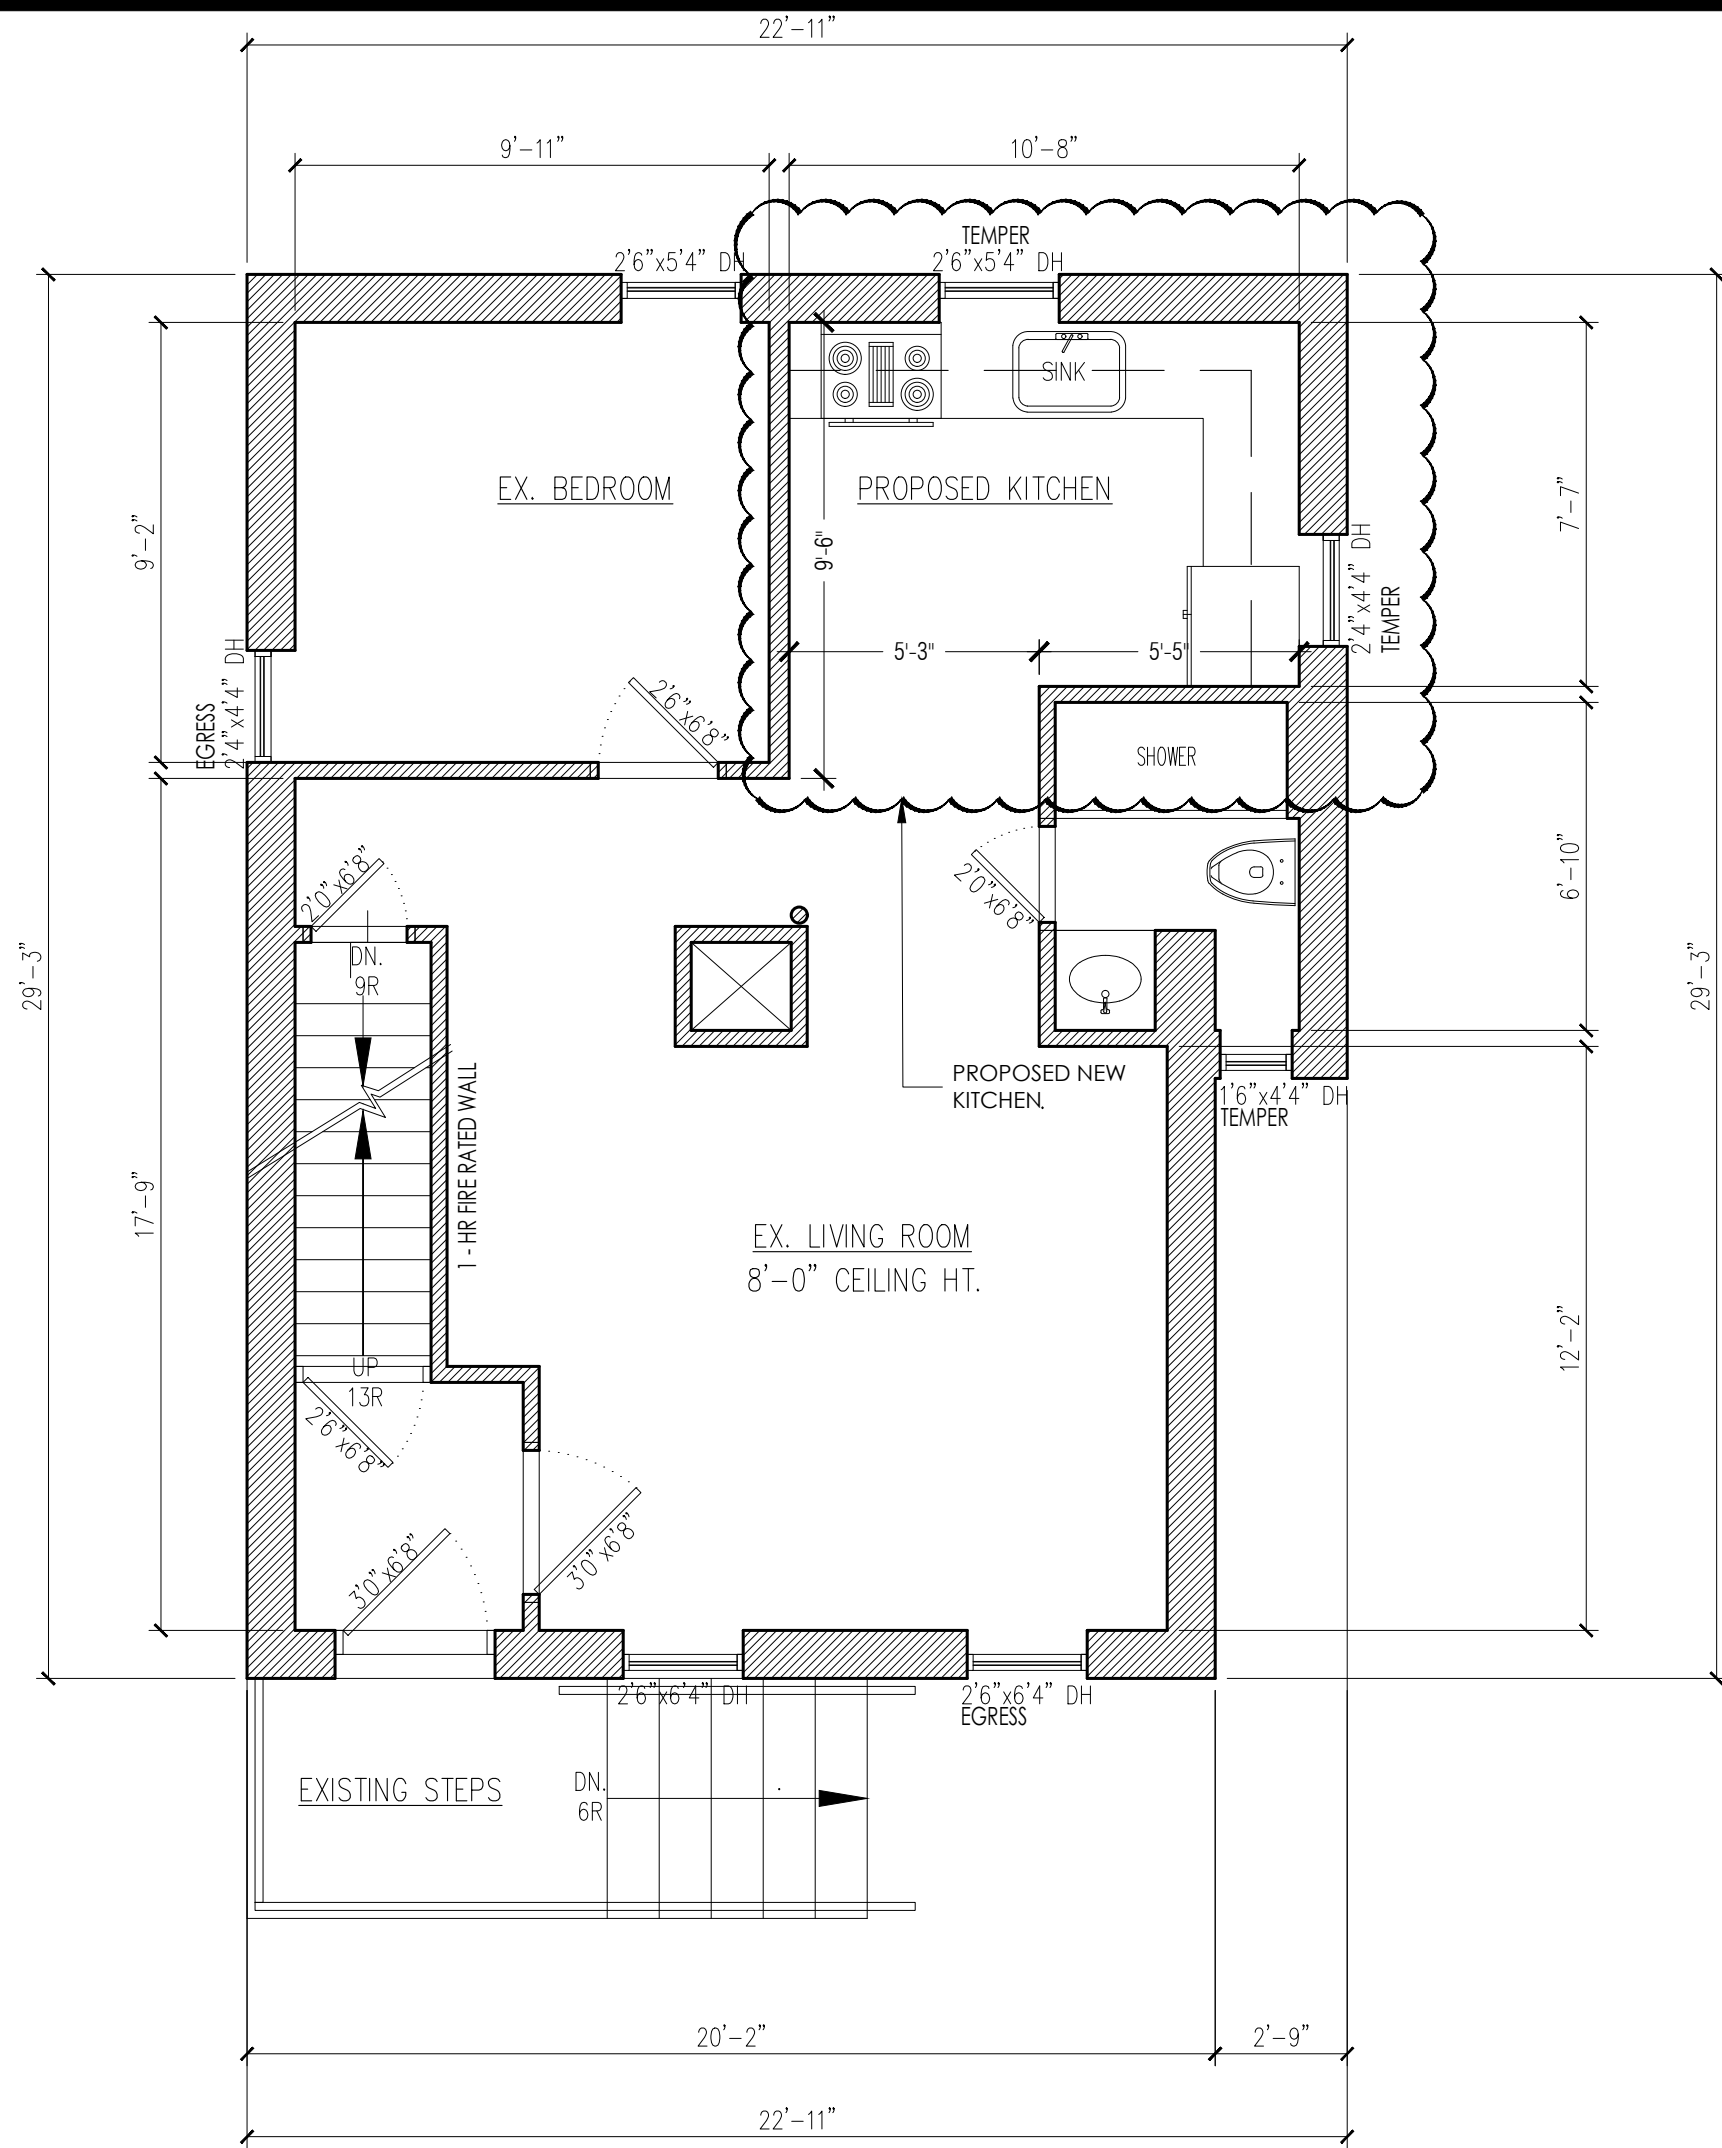 22'-11"
9'-11"
10'-8"
TEMPER
2'6"x5'4" DH
2'6"x5'4" DH
SINK
EX. BEDROOM
PROPOSED KITCHEN
9'-2"
9'-6"
7'-7"
2'4"x4'4" DH
TEMPER
5'-3"
5'-5"
EGRESS
2'4"x4'4" DH
2'6"x6'8"
SHOWER
2'0"x6'8"
2'0"x6'8"
6'-10"
DN.
9R
29'-3"
29'-3"
PROPOSED NEW
KITCHEN.
1'6"x4'4" DH
TEMPER
1 - HR FIRE RATED WALL
17'-9"
EX. LIVING ROOM
8'-0" CEILING HT.
12'-2"
UP
13R
2'6"x6'8"
3'0"x6'8"
3'0"x6'8"
2'6"x6'4" DH
2'6"x6'4" DH
EGRESS
EXISTING STEPS
DN.
6R
20'-2"
2'-9"
22'-11"